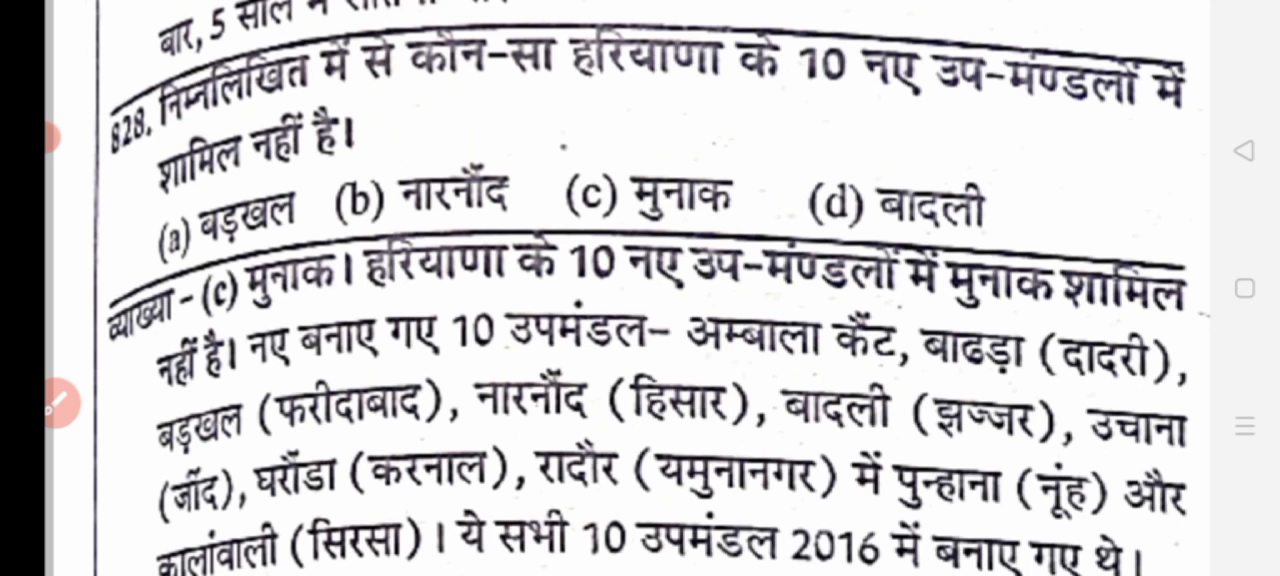 बार, 5 साल में
828. निम्नलिखित में से कौन-सा हरियाणा के 10 नए उप-मण्डलों में
शामिल नहीं है।
(a) बड़खल (b) नारनौंद (c) मुनाक (d) बादली
व्याख्या - (c) मुनाक। हरियाणा के 10 नए उप-मंण्डलों में मुनाक शामिल
नहीं है। नए बनाए गए 10 उपमंडल- अम्बाला कैंट, बाढड़ा (दादरी),
बड़खल (फरीदाबाद), नारनौंद (हिसार), बादली (झज्जर), उचाना
(जींद), घरौंडा (करनाल), रादौर (यमुनानगर) में पुन्हाना (नूंह) और
कालांवाली (सिरसा)। ये सभी 10 उपमंडल 2016 में बनाए गए थे।